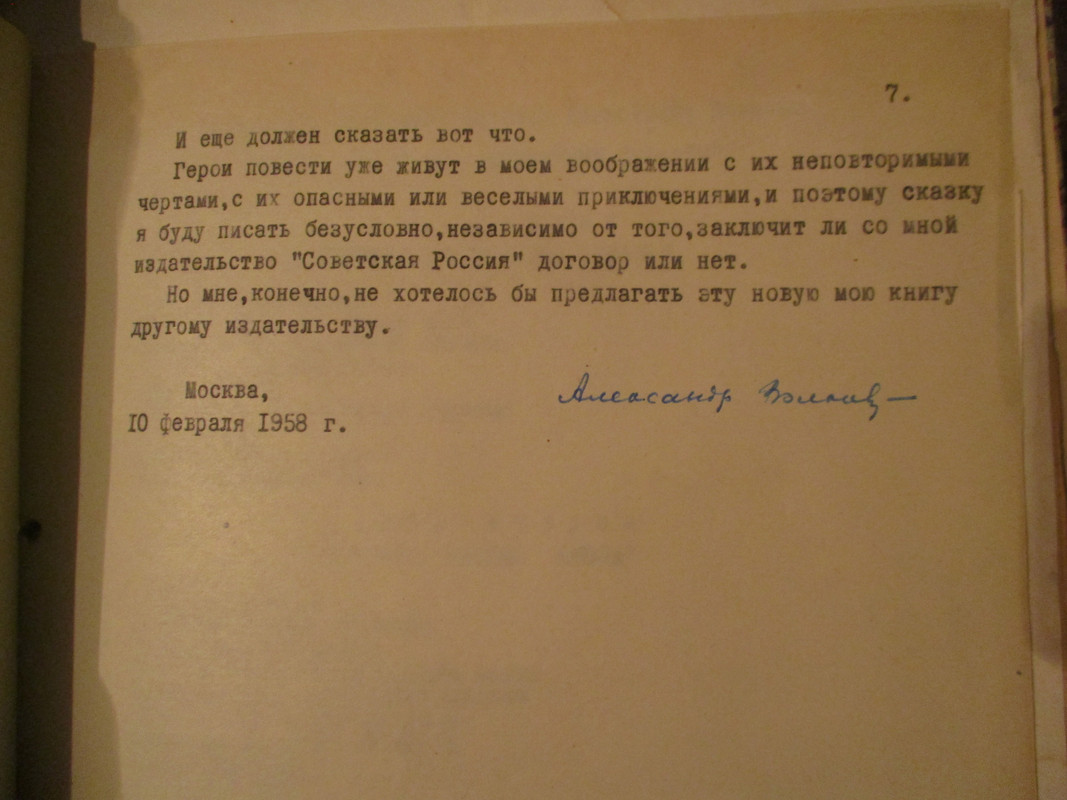 7.
И еще должен сказать вот что.
Герои повести уже живут в моем воображении с их неповторимыми
чертами,с их опасными или веселыми приключениями,и поэтому сказку
я буду писать безусловно,независимо от того,заключит ли со мной
издательство "Советская Россия" договор или нет.
Но мне,конечно,не хотелось бы предлагать эту новую мою книгу
другому издательству.
Москва,
Александр Волков
10 февраля 1958 г.